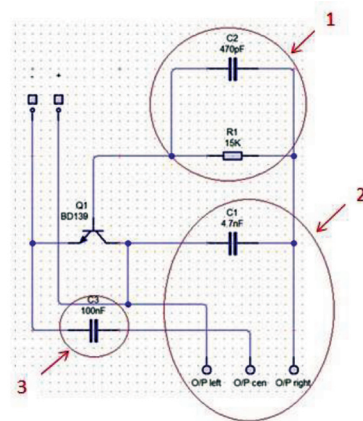 1
C2
470pF
- +
R1
15K
Q1
BD139
2
C1
4.7nF
C3
100nF
3
O/P left
O/P cen
O/P right